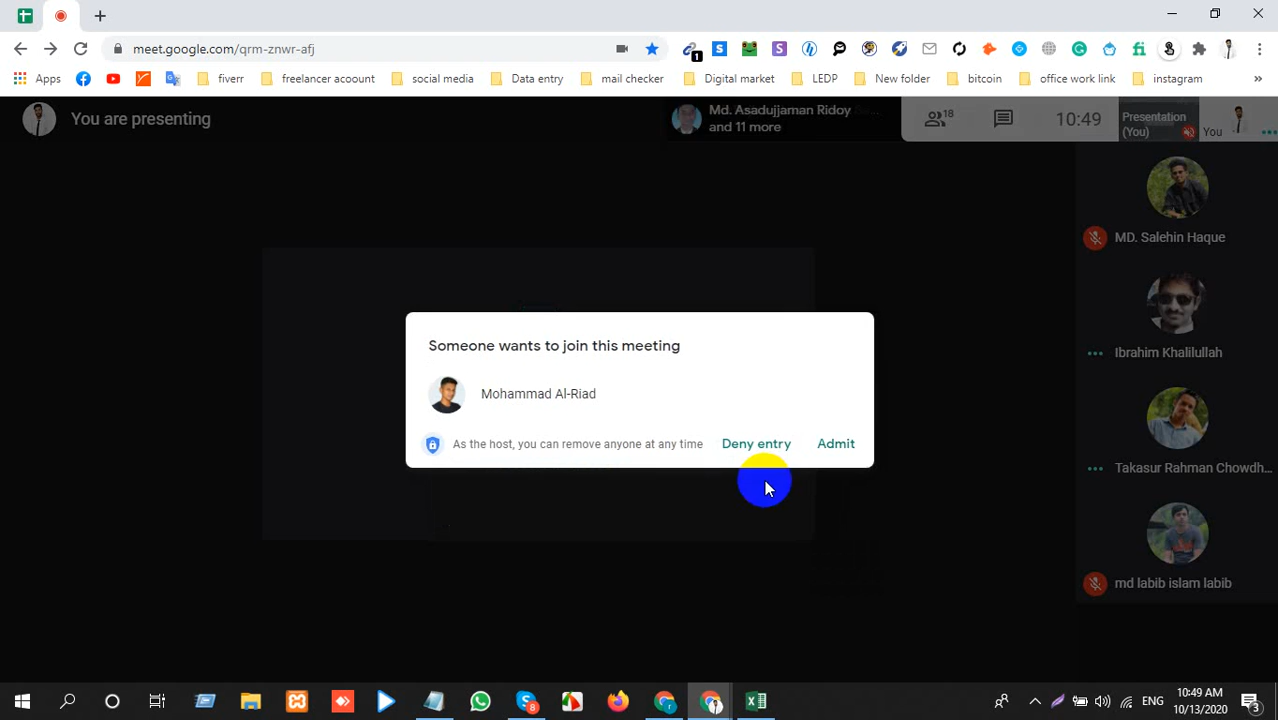 meet.google.com/qrm-znwr-afj
1
Apps
fiverr
freelancer acoount
social media
Data entry
mail checker
Digital market
LEDP
New folder
bitcoin
office work link
instagram
»
You are presenting
Md. Asadujjaman Ridoy
and 11 more
18
10:49
Presentation
(You)
You
MD. Salehin Haque
Ibrahim Khalilullah
Takasur Rahman Chowdh...
md labib islam labib
Someone wants to join this meeting
Mohammad Al-Riad
As the host, you can remove anyone at any time
Deny entry
Admit
8
ENG
10:49 AM
10/13/2020
3